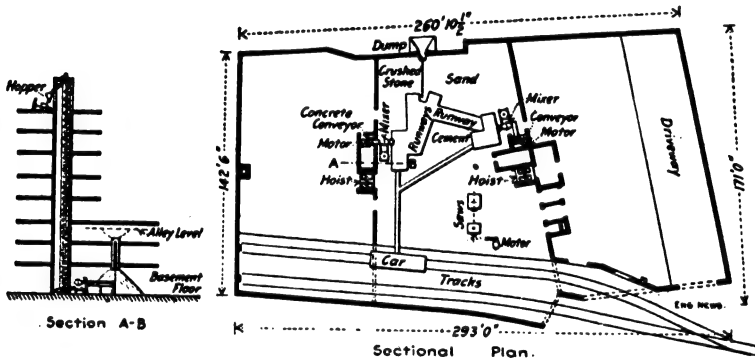 Hopper
Alley Level
Basement
Floor
Section A-B
260'10½"
142'6"
171'0"
293'0"
Dump
Crushed
Stone
Sand
Concrete
Conveyor
Motor
A
Hoist
Mixer
B
Runways
Runway
Cement
Mixer
Conveyor
Motor
Hoist
Saws
Motor
Driveway
Car
Tracks
ENG. NEWS.
Sectional Plan.